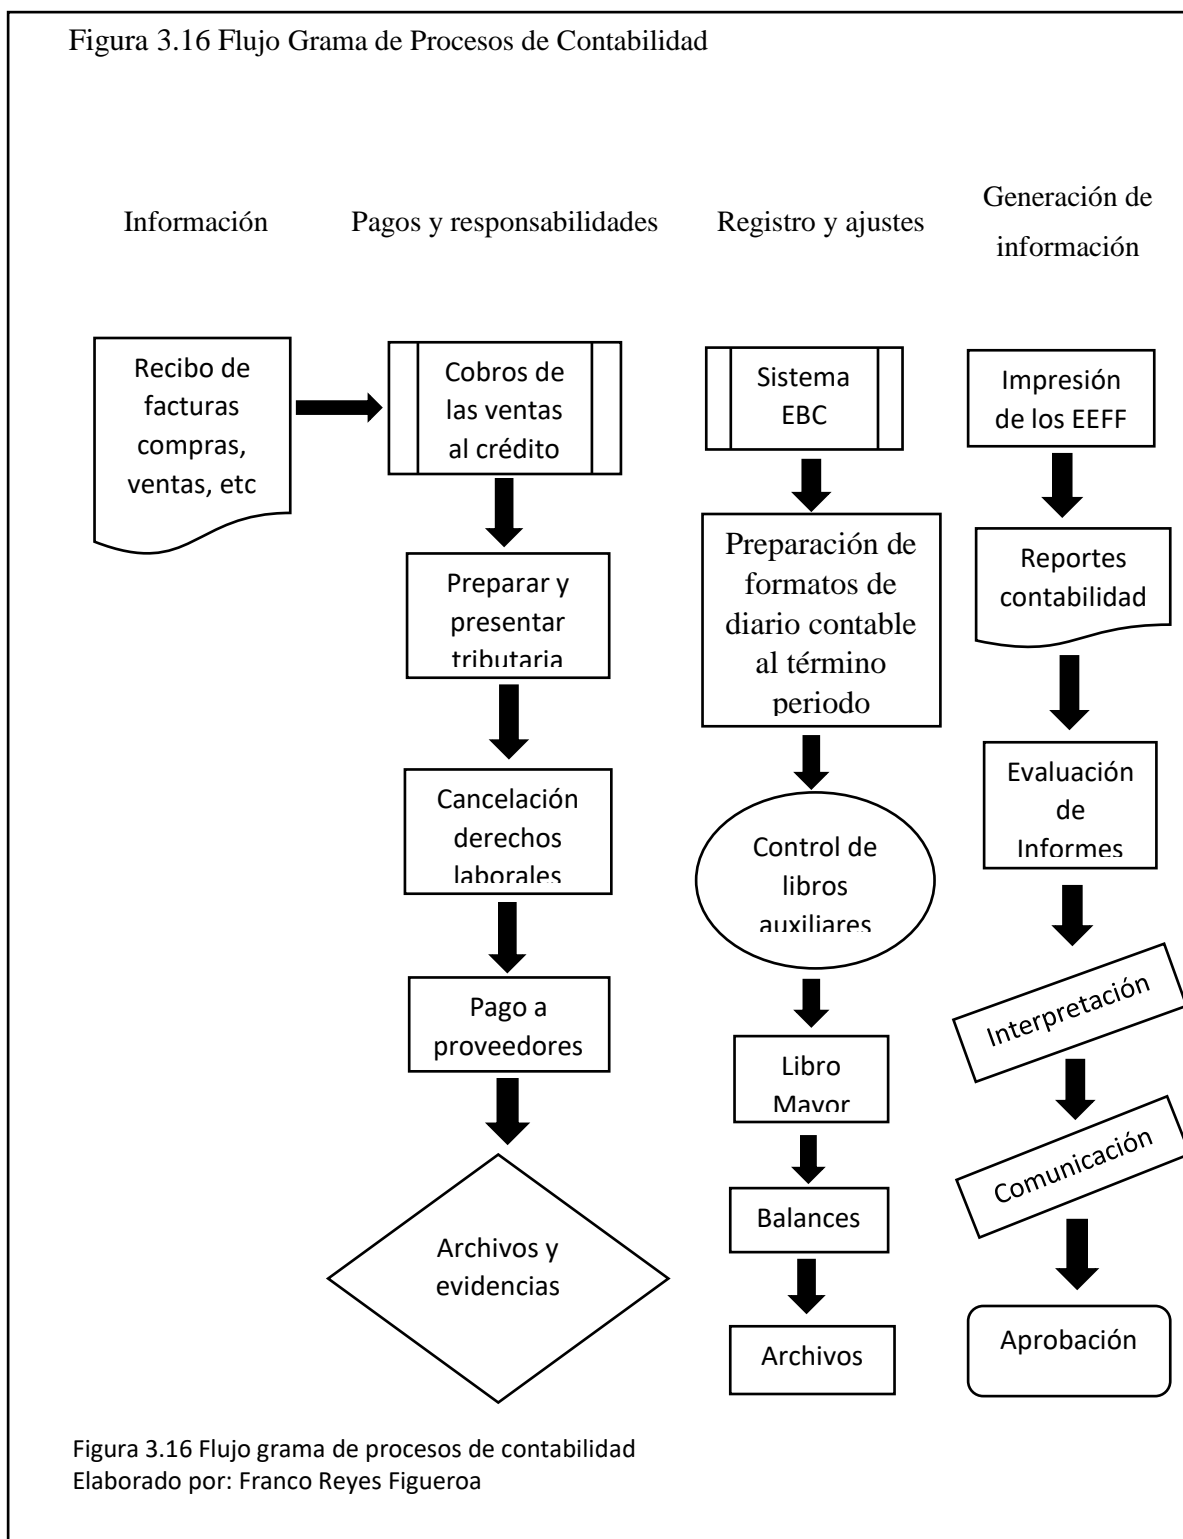 Figura 3.16 Flujo Grama de Procesos de Contabilidad
Información
Pagos y responsabilidades
Registro y ajustes
Generación de
información
Recibo de
facturas
compras,
ventas, etc
Cobros de
las ventas
al crédito
Preparar y
presentar
tributaria
Cancelación
derechos
laborales
Pago a
proveedores
Archivos y
evidencias
Sistema
EBC
Preparación de
formatos de
diario contable
al término
periodo
Control de
libros
auxiliares
Libro
Mayor
Balances
Archivos
Impresión
de los EEFF
Reportes
contabilidad
Evaluación
de
Informes
Interpretación
Comunicación
Aprobación
Figura 3.16 Flujo grama de procesos de contabilidad
Elaborado por: Franco Reyes Figueroa